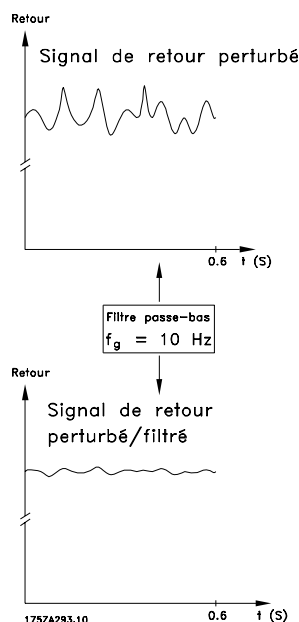 Retour
Signal de retour perturbé
0.6 t (S)
Filtre passe-bas
fg = 10 Hz
Retour
Signal de retour
perturbé/filtré
0.6 t (S)
175ZA293.10